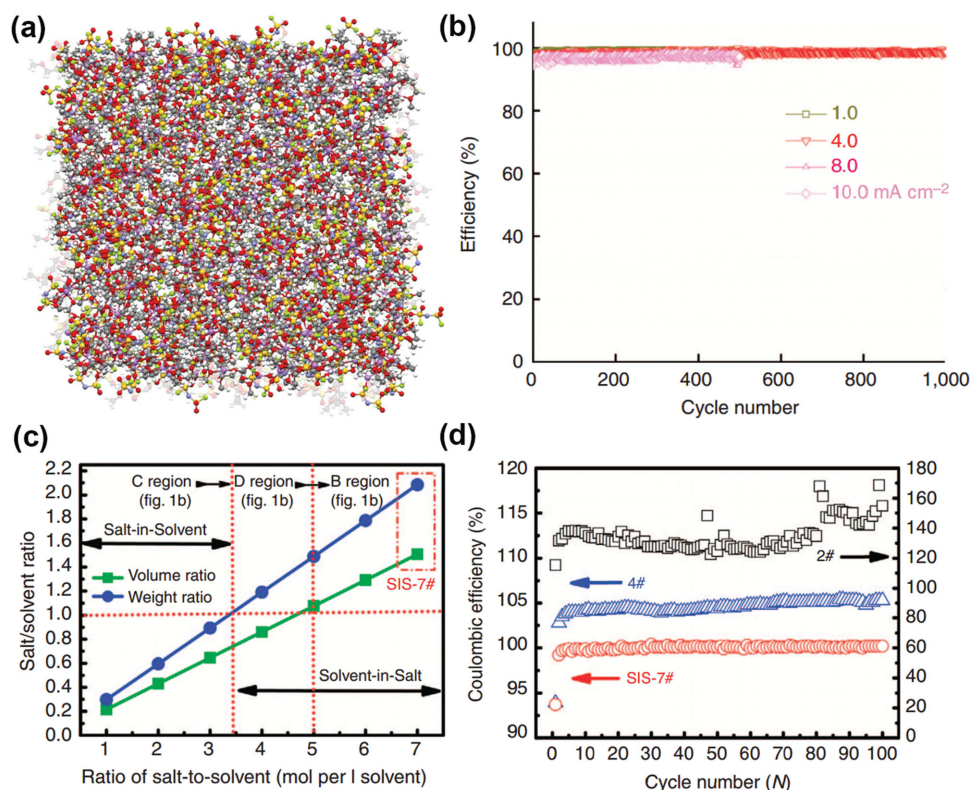 (a)
(b)
100
80
60
40
20
0
Efficiency (%)
1.0
4.0
8.0
10.0 mA cm⁻²
0 200 400 600 800 1,000
Cycle number
(c)
2.2
2.0
1.8
1.6
1.4
1.2
1.0
0.8
0.6
0.4
0.2
0.0
Salt/solvent ratio
C region
(fig. 1b)
D region
(fig. 1b)
B region
(fig. 1b)
Salt-in-Solvent
Volume ratio
Weight ratio
SIS-7#
Solvent-in-Salt
1 2 3 4 5 6 7
Ratio of salt-to-solvent (mol per l solvent)
(d)
120
115
110
105
100
95
90
Coulombic efficiency (%)
180
160
140
120
100
80
60
40
20
0
2#
4#
SIS-7#
0 10 20 30 40 50 60 70 80 90 100
Cycle number (N)